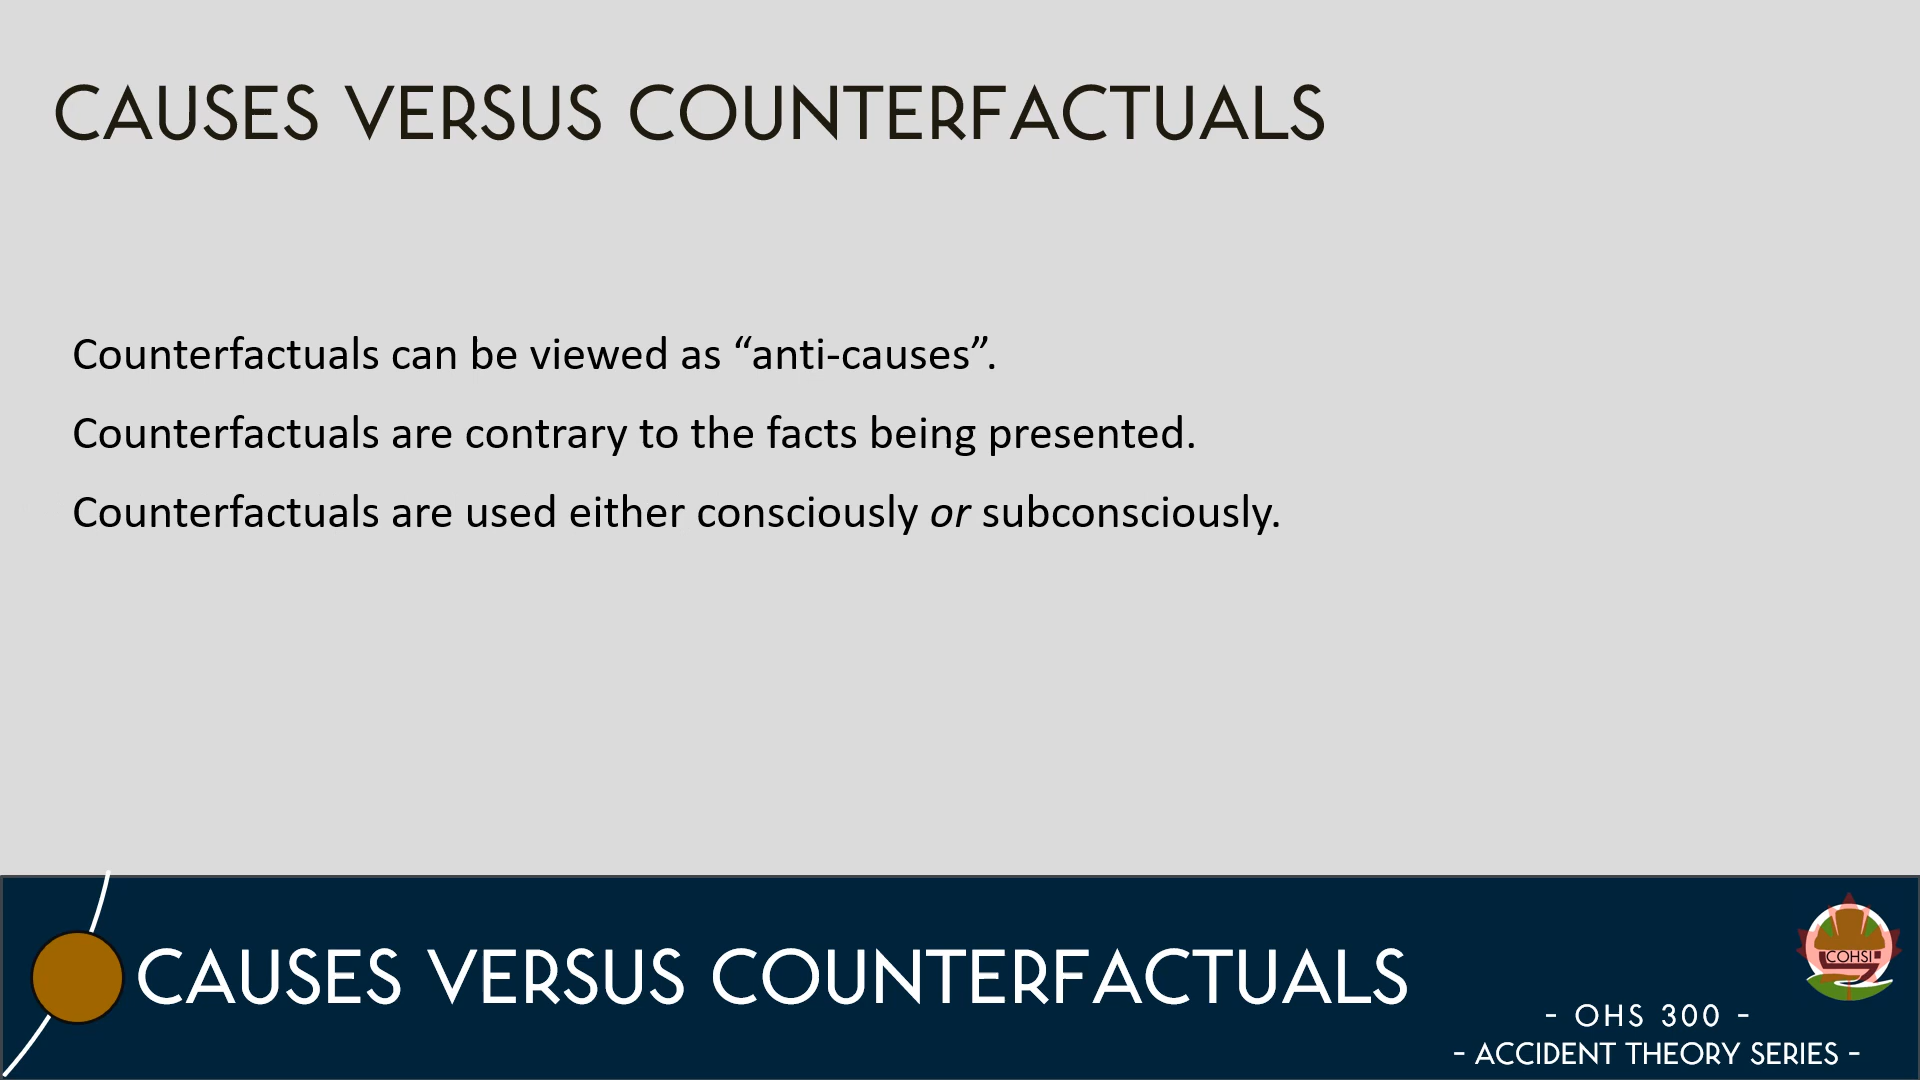 CAUSES VERSUS COUNTERFACTUALS
Counterfactuals can be viewed as “anti-causes”.
Counterfactuals are contrary to the facts being presented.
Counterfactuals are used either consciously or subconsciously.
CAUSES VERSUS COUNTERFACTUALS
COHSI
- OHS 300 -
- ACCIDENT THEORY SERIES -